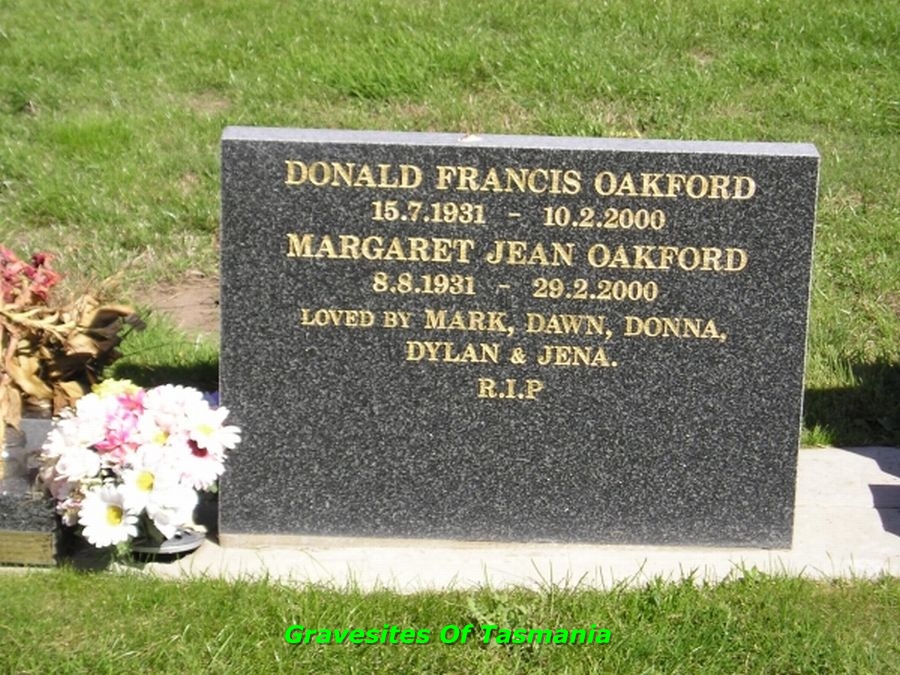 DONALD FRANCIS OAKFORD
15.7.1931 - 10.2.2000
MARGARET JEAN OAKFORD
8.8.1931 - 29.2.2000
LOVED BY MARK, DAWN, DONNA,
DYLAN & JENA.
R.I.P
Gravesites Of Tasmania